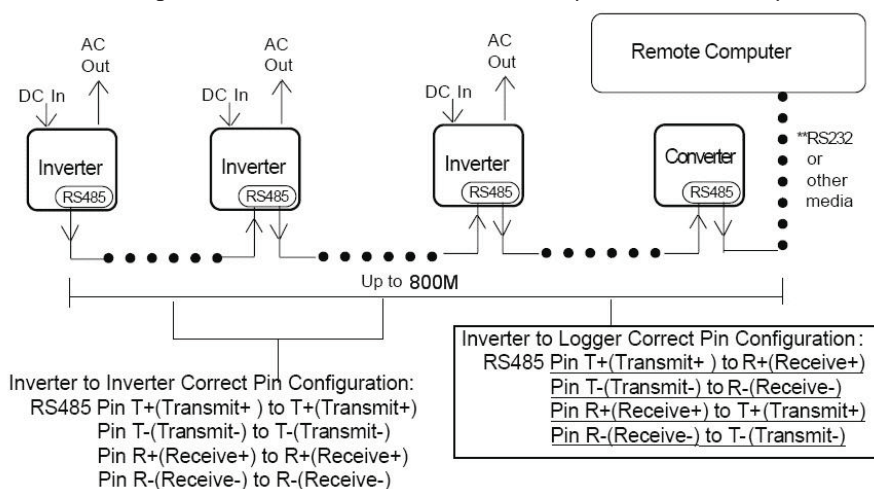 AC
Out
AC
Out
AC
Out
Remote Computer
DC In
DC In
DC In
Inverter
RS485
Inverter
RS485
Inverter
RS485
Converter
RS485
**RS232
or
other
media
Up to 800M
Inverter to Inverter Correct Pin Configuration:
RS485 Pin T+(Transmit+ ) to T+(Transmit+)
Pin T-(Transmit-) to T-(Transmit-)
Pin R+(Receive+) to R+(Receive+)
Pin R-(Receive-) to R-(Receive-)
Inverter to Logger Correct Pin Configuration:
RS485 Pin T+(Transmit+ ) to R+(Receive+)
Pin T-(Transmit-) to R-(Receive-)
Pin R+(Receive+) to T+(Transmit+)
Pin R-(Receive-) to T-(Transmit-)